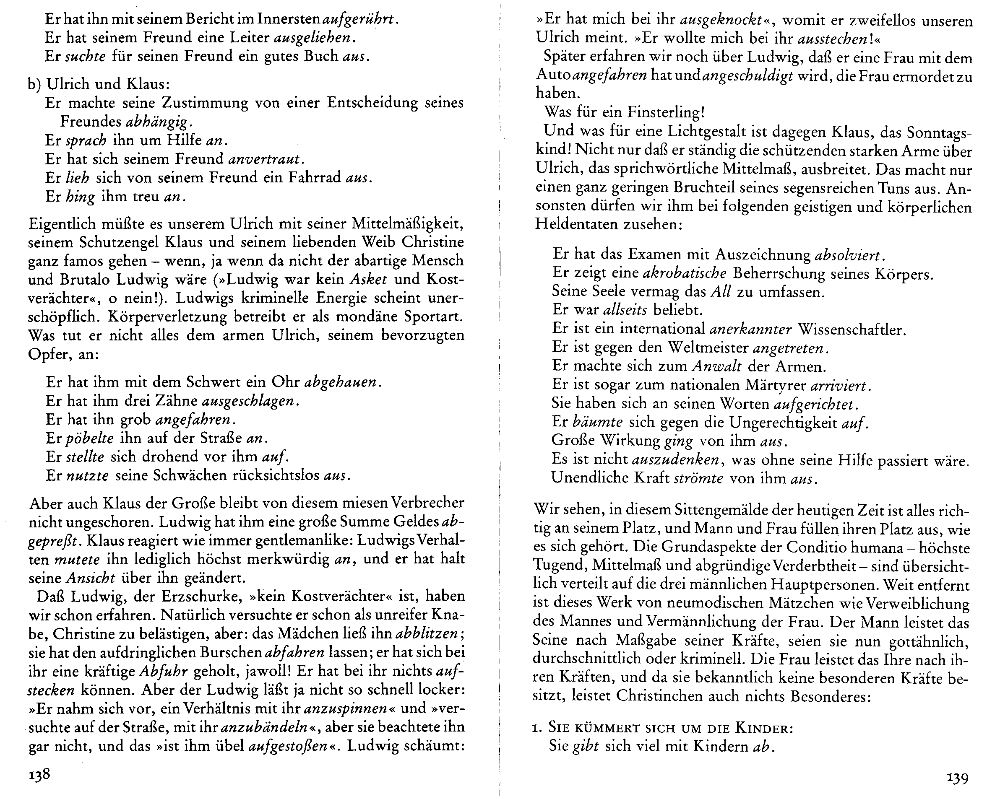 Er hat ihn mit seinem Bericht im Innersten aufgerührt.
Er hat seinem Freund eine Leiter ausgeliehen.
Er suchte für seinen Freund ein gutes Buch aus.
b) Ulrich und Klaus:
Er machte seine Zustimmung von einer Entscheidung seines
Freundes abhängig.
Er sprach ihn um Hilfe an.
Er hat sich seinem Freund anvertraut.
Er lieh sich von seinem Freund ein Fahrrad aus.
Er hing ihm treu an.
Eigentlich müßte es unserem Ulrich mit seiner Mittelmäßigkeit,
seinem Schutzengel Klaus und seinem liebenden Weib Christine
ganz famos gehen – wenn, ja wenn da nicht der abartige Mensch
und Brutalo Ludwig wäre (»Ludwig war kein Asket und Kost-
verächter«, o nein!). Ludwigs kriminelle Energie scheint uner-
schöpflich. Körperverletzung betreibt er als mondäne Sportart.
Was tut er nicht alles dem armen Ulrich, seinem bevorzugten
Opfer, an:
Er hat ihm mit dem Schwert ein Ohr abgehauen.
Er hat ihm drei Zähne ausgeschlagen.
Er hat ihn grob angefahren.
Er pöbelte ihn auf der Straße an.
Er stellte sich drohend vor ihm auf.
Er nutzte seine Schwächen rücksichtslos aus.
Aber auch Klaus der Große bleibt von diesem miesen Verbrecher
nicht ungeschoren. Ludwig hat ihm eine große Summe Geldes ab-
gepreßt. Klaus reagiert wie immer gentlemanlike: Ludwigs Verhal-
ten mutete ihn lediglich höchst merkwürdig an, und er hat halt
seine Ansicht über ihn geändert.
Daß Ludwig, der Erzschurke, »kein Kostverächter« ist, haben
wir schon erfahren. Natürlich versuchte er schon als unreifer Kna-
be, Christine zu belästigen, aber: das Mädchen ließ ihn abblitzen;
sie hat den aufdringlichen Burschen abfahren lassen; er hat sich bei
ihr eine kräftige Abfuhr geholt, jawoll! Er hat bei ihr nichts auf-
stecken können. Aber der Ludwig läßt ja nicht so schnell locker:
»Er nahm sich vor, ein Verhältnis mit ihr anzuspinnen« und »ver-
suchte auf der Straße, mit ihr anzubändeln«, aber sie beachtete ihn
gar nicht, und das »ist ihm übel aufgestoßen«. Ludwig schäumt:
138
»Er hat mich bei ihr ausgeknockt«, womit er zweifellos unseren
Ulrich meint. »Er wollte mich bei ihr ausstechen!«
Später erfahren wir noch über Ludwig, daß er eine Frau mit dem
Auto angefahren hat und angeschuldigt wird, die Frau ermordet zu
haben.
Was für ein Finsterling!
Und was für eine Lichtgestalt ist dagegen Klaus, das Sonntags-
kind! Nicht nur daß er ständig die schützenden starken Arme über
Ulrich, das sprichwörtliche Mittelmaß, ausbreitet. Das macht nur
einen ganz geringen Bruchteil seines segensreichen Tuns aus. An-
sonsten dürfen wir ihm bei folgenden geistigen und körperlichen
Heldentaten zusehen:
Er hat das Examen mit Auszeichnung absolviert.
Er zeigt eine akrobatische Beherrschung seines Körpers.
Seine Seele vermag das All zu umfassen.
Er war allseits beliebt.
Er ist ein international anerkannter Wissenschaftler.
Er ist gegen den Weltmeister angetreten.
Er machte sich zum Anwalt der Armen.
Er ist sogar zum nationalen Märtyrer arriviert.
Sie haben sich an seinen Worten aufgerichtet.
Er bäumte sich gegen die Ungerechtigkeit auf.
Große Wirkung ging von ihm aus.
Es ist nicht auszudenken, was ohne seine Hilfe passiert wäre.
Unendliche Kraft strömte von ihm aus.
Wir sehen, in diesem Sittengemälde der heutigen Zeit ist alles rich-
tig an seinem Platz, und Mann und Frau füllen ihren Platz aus, wie
es sich gehört. Die Grundaspekte der Conditio humana – höchste
Tugend, Mittelmaß und abgründige Verderbtheit – sind übersicht-
lich verteilt auf die drei männlichen Hauptpersonen. Weit entfernt
ist dieses Werk von neumodischen Mätzchen wie Verweiblichung
des Mannes und Vermännlichung der Frau. Der Mann leistet das
Seine nach Maßgabe seiner Kräfte, seien sie nun gottähnlich,
durchschnittlich oder kriminell. Die Frau leistet das Ihre nach ih-
ren Kräften, und da sie bekanntlich keine besonderen Kräfte be-
sitzt, leistet Christinchen auch nichts Besonderes:
1. SIE KÜMMERT SICH UM DIE KINDER:
Sie gibt sich viel mit Kindern ab.
139